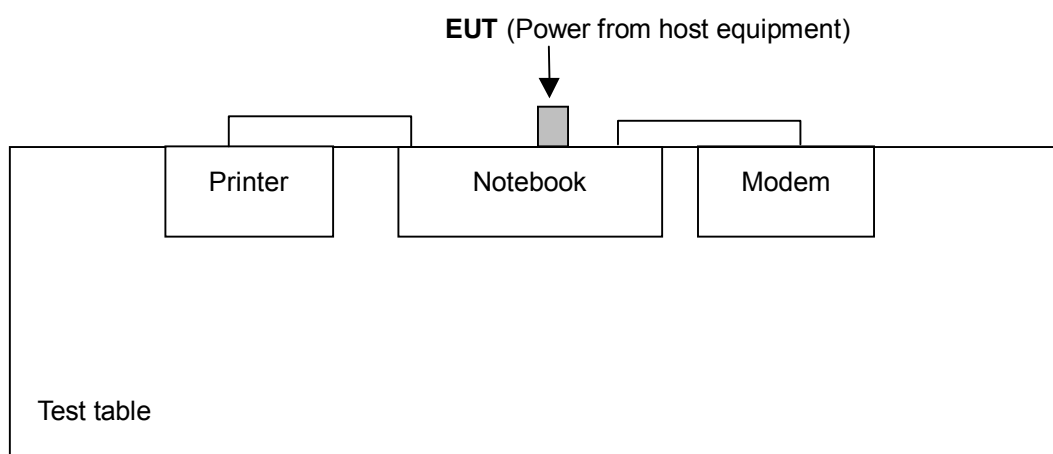 EUT (Power from host equipment)
Printer
Notebook
Modem
Test table